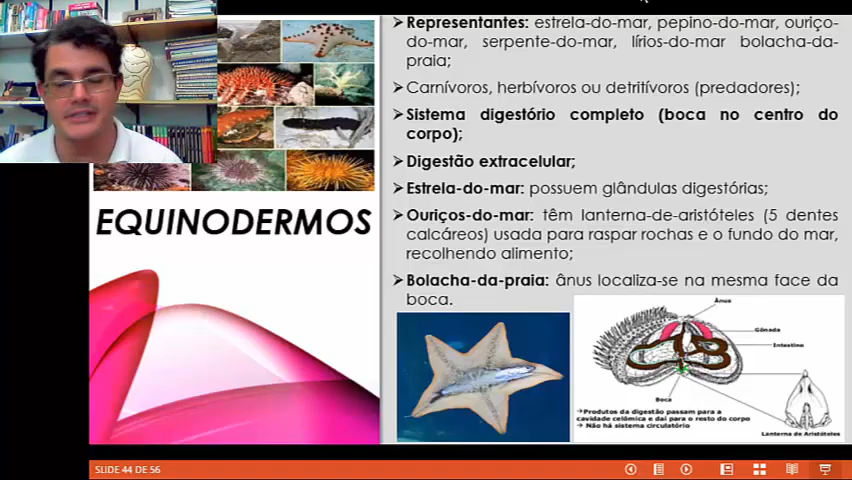 ➤Representantes: estrela-do-mar, pepino-do-mar, ouriço-
do-mar, serpente-do-mar, lírios-do-mar bolacha-da-
praia;
➤Carnívoros, herbívoros ou detritívoros (predadores);
➤Sistema digestório completo (boca no centro do
corpo);
➤Digestão extracelular;
➤Estrela-do-mar: possuem glândulas digestórias;
➤Ouriços-do-mar: têm lanterna-de-aristóteles (5 dentes
calcáreos) usada para raspar rochas e o fundo do mar,
recolhendo alimento;
➤Bolacha-da-praia: ânus localiza-se na mesma face da
boca.
EQUINODERMOS
Ânus
Gônada
Intestino
Boca
Produtos da digestão passam para a
cavidade celômica e daí para o resto do corpo
Não há sistema circulatório
Lanterna de Aristóteles
SLIDE 44 DE 56